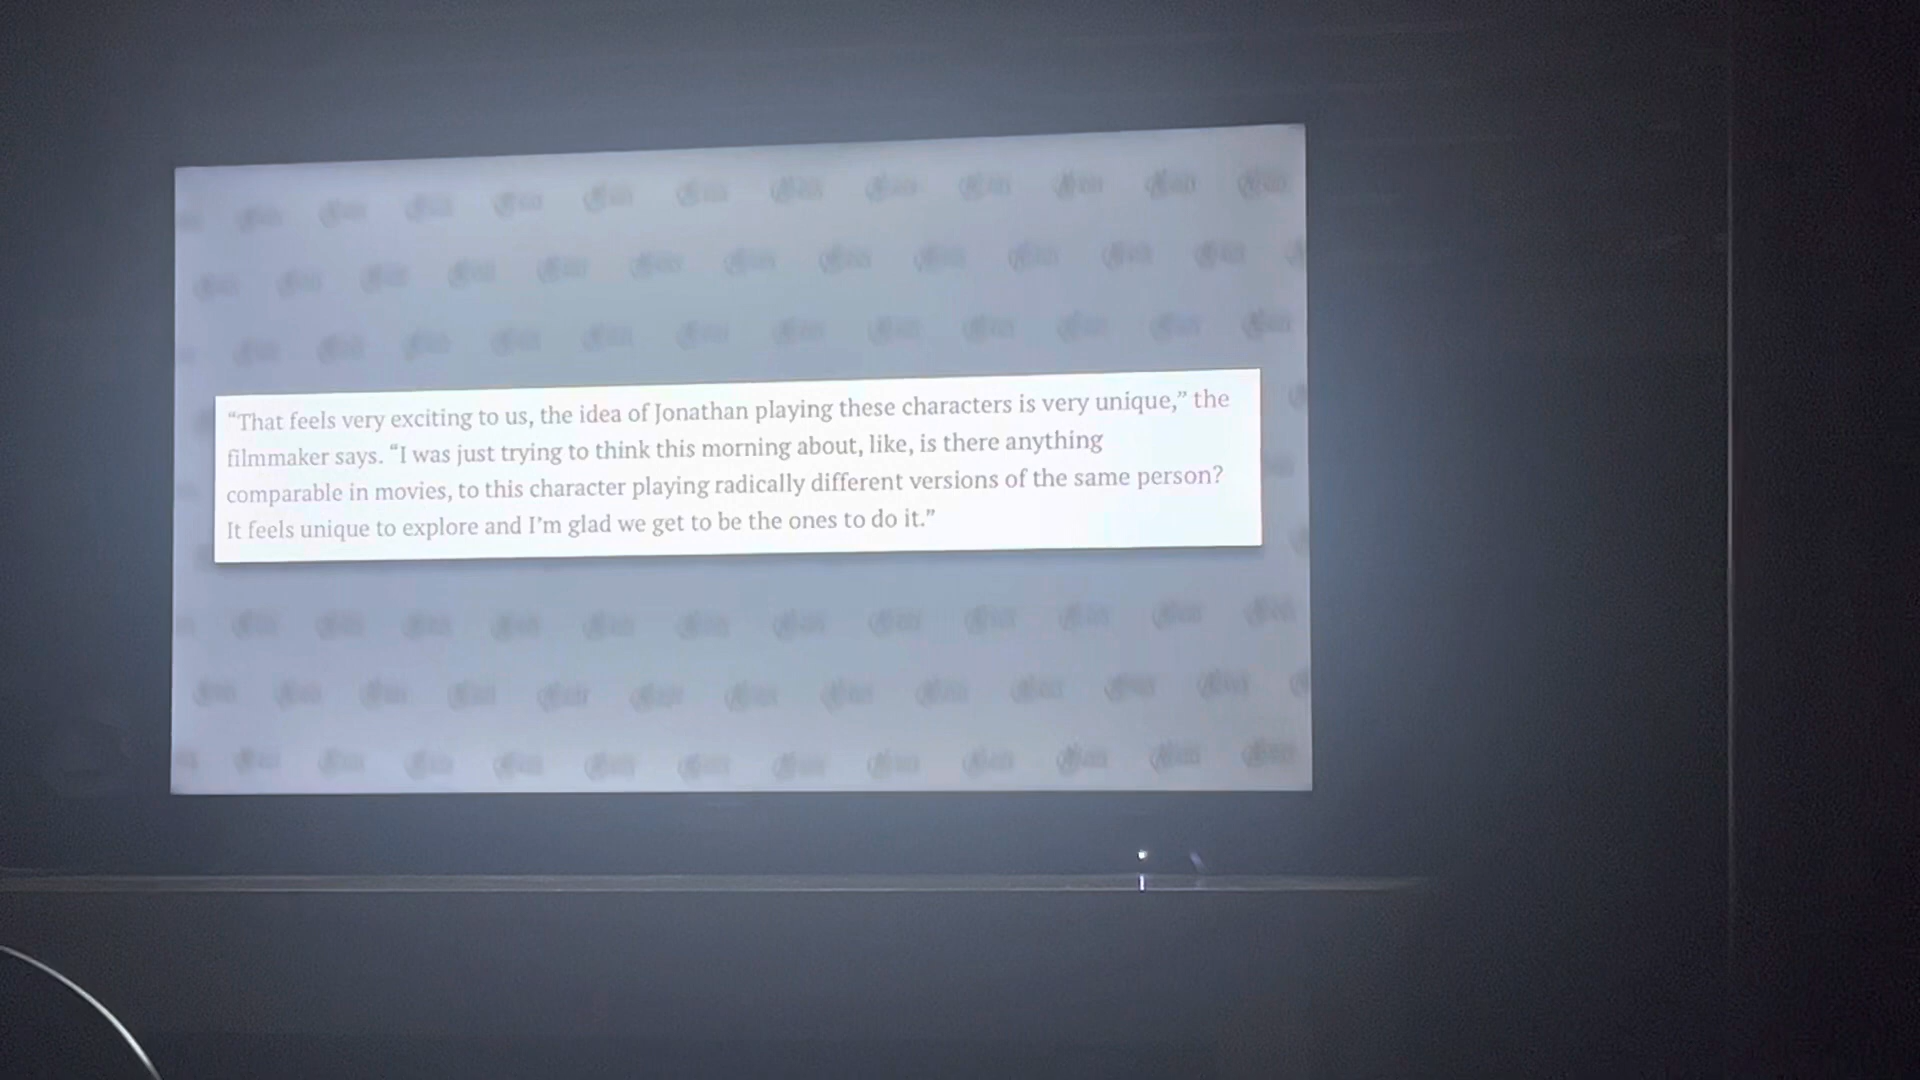 “That feels very exciting to us, the idea of Jonathan playing these characters is very unique,” the
filmmaker says. “I was just trying to think this morning about, like, is there anything
comparable in movies, to this character playing radically different versions of the same person?
It feels unique to explore and I’m glad we get to be the ones to do it.”